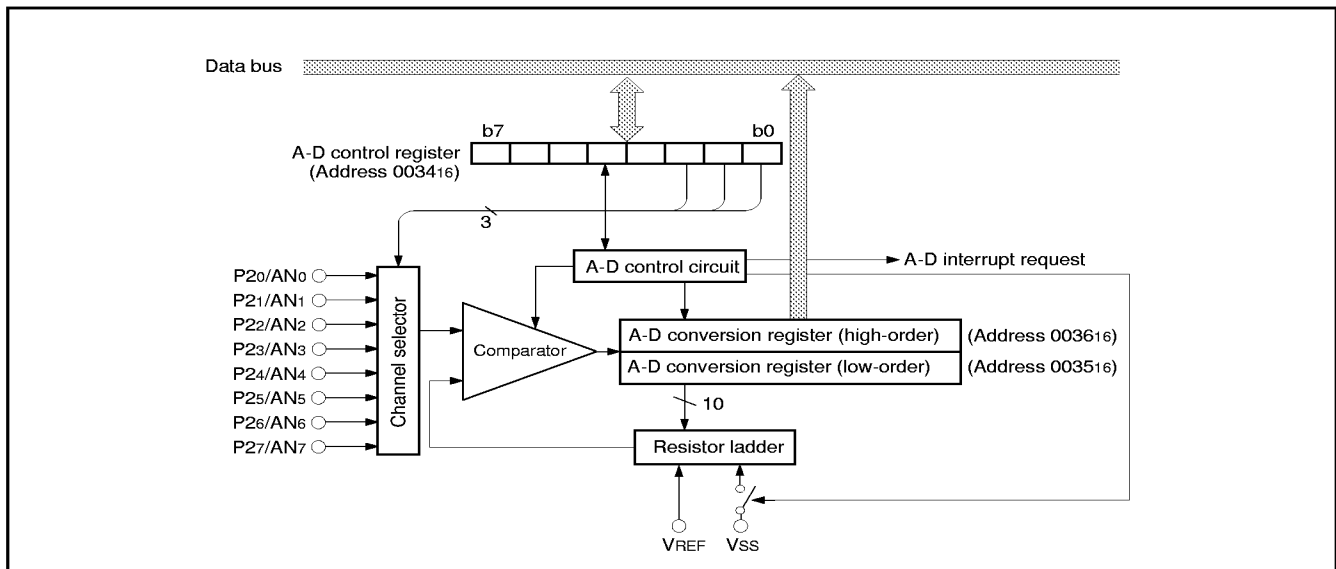 Data bus
b7 b0
A-D control register
(Address 003416)
3
A-D control circuit
A-D interrupt request
P20/AN0
P21/AN1
P22/AN2
P23/AN3
P24/AN4
P25/AN5
P26/AN6
P27/AN7
Channel selector
Comparator
A-D conversion register (high-order) (Address 003616)
A-D conversion register (low-order) (Address 003516)
10
Resistor ladder
VREF VSS